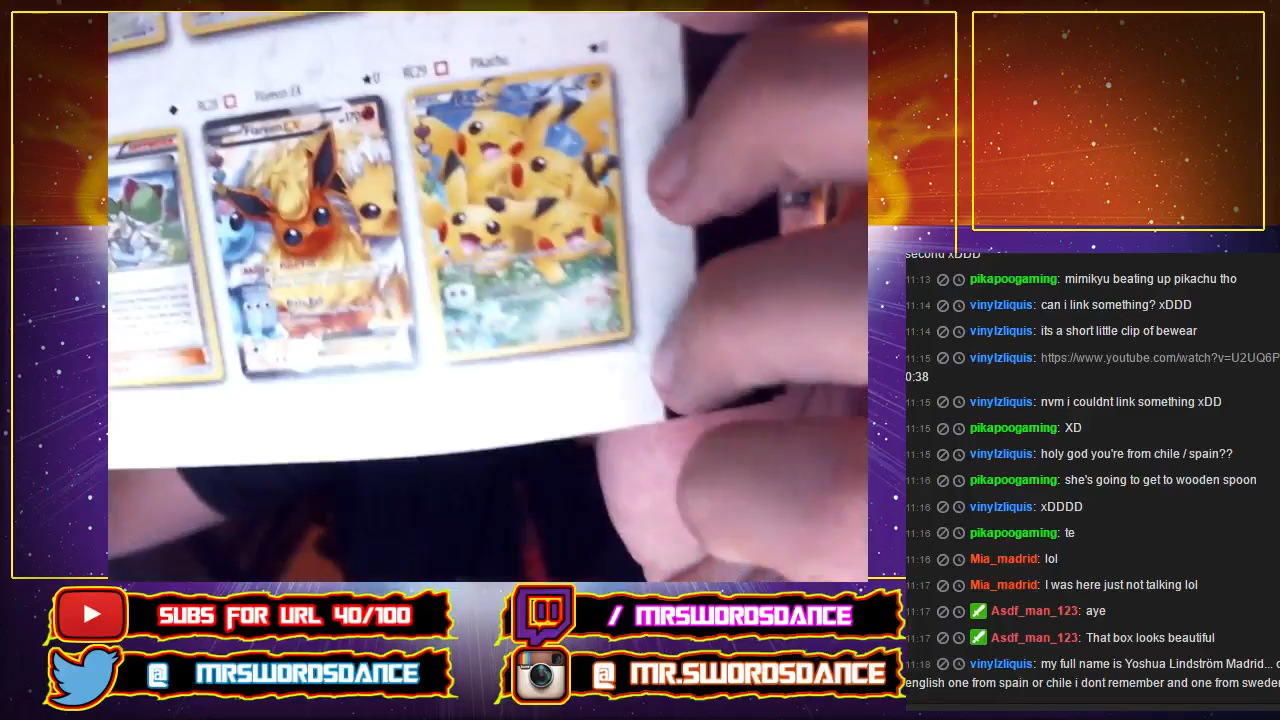 RC28 Flareon EX
RC29 Pikachu
Flareon EX
170
second xDDD
11:13 pikapoogaming: mimikyu beating up pikachu tho
11:14 vinylzliquis: can i link something? xDDD
11:14 vinylzliquis: its a short little clip of bewear
11:15 vinylzliquis: https://www.youtube.com/watch?v=U2UQ6P
0:38
11:15 vinylzliquis: nvm i couldnt link something xDD
11:15 pikapoogaming: XD
11:15 vinylzliquis: holy god you're from chile / spain??
11:16 pikapoogaming: she's going to get to wooden spoon
11:16 vinylzliquis: xDDDD
11:16 pikapoogaming: te
11:16 Mia_madrid: lol
11:17 Mia_madrid: I was here just not talking lol
11:17 Asdf_man_123: aye
11:17 Asdf_man_123: That box looks beautiful
11:18 vinylzliquis: my full name is Yoshua Lindström Madrid...
english one from spain or chile i dont remember and one from sweden
SUBS FOR URL 40/100
/ MRSWORDSDANCE
@ MRSWORDSDANCE
@ MR.SWORDSDANCE